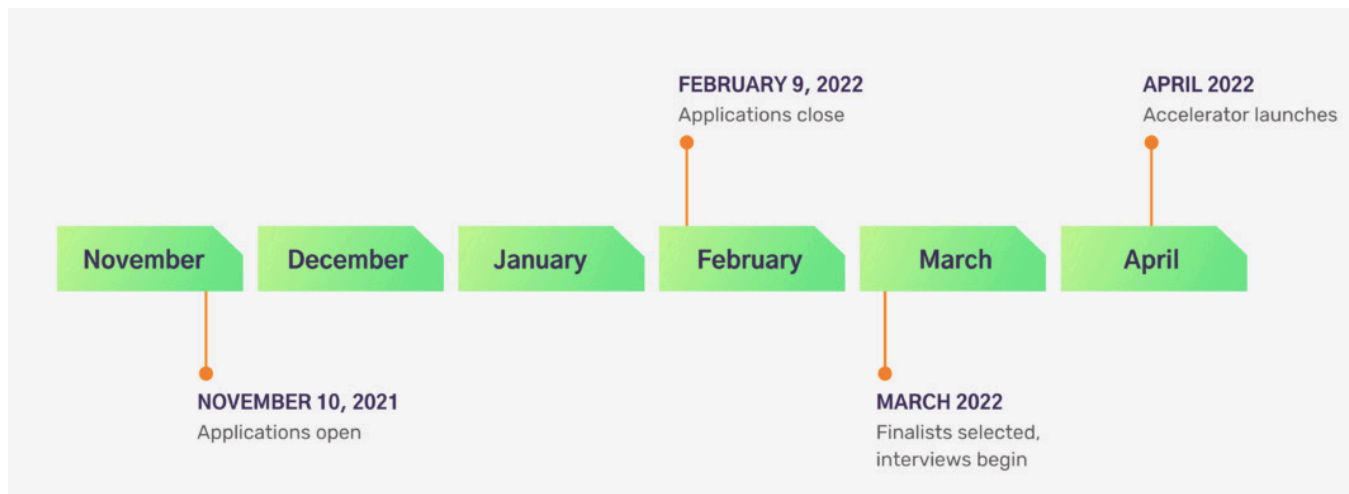 FEBRUARY 9, 2022
Applications close
APRIL 2022
Accelerator launches
November
December
January
February
March
April
NOVEMBER 10, 2021
Applications open
MARCH 2022
Finalists selected,
interviews begin